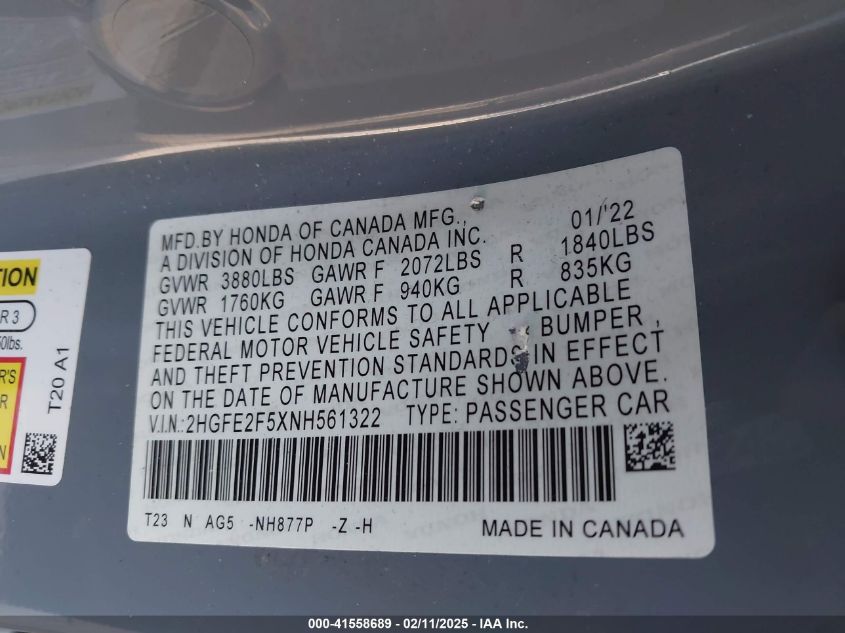 TION
R 3
50lbs.
R'S
R
N
T20 A1
MFD.BY HONDA OF CANADA MFG., 01/'22
A DIVISION OF HONDA CANADA INC.
GVWR 3880LBS GAWR F 2072LBS R 1840LBS
GVWR 1760KG GAWR F 940KG R 835KG
THIS VEHICLE CONFORMS TO ALL APPLICABLE
FEDERAL MOTOR VEHICLE SAFETY BUMPER,
AND THEFT PREVENTION STANDARDS IN EFFECT
ON THE DATE OF MANUFACTURE SHOWN ABOVE.
V.I.N.:2HGFE2F5XNH561322 TYPE: PASSENGER CAR
T23 N AG5 -NH877P -Z -H MADE IN CANADA
000-41558689 - 02/11/2025 - IAA Inc.